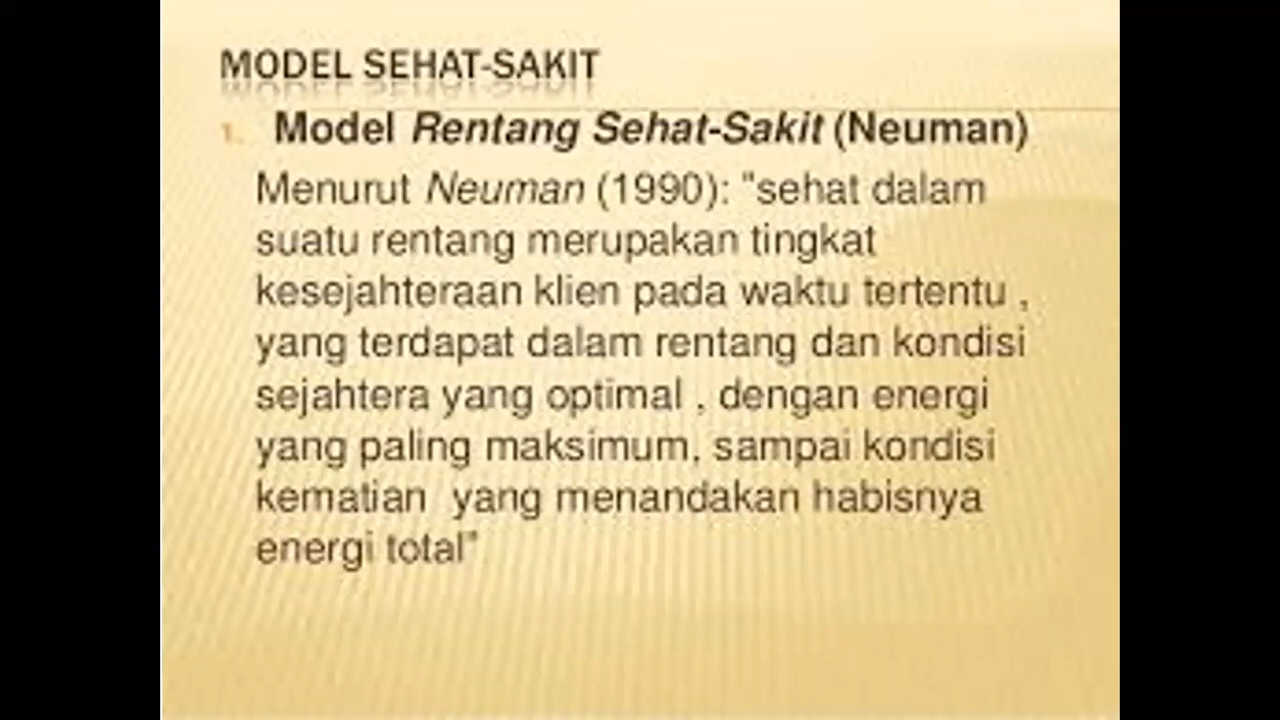 MODEL SEHAT-SAKIT
1. Model Rentang Sehat-Sakit (Neuman)
Menurut Neuman (1990): "sehat dalam
suatu rentang merupakan tingkat
kesejahteraan klien pada waktu tertentu ,
yang terdapat dalam rentang dan kondisi
sejahtera yang optimal , dengan energi
yang paling maksimum, sampai kondisi
kematian  yang menandakan habisnya
energi total"